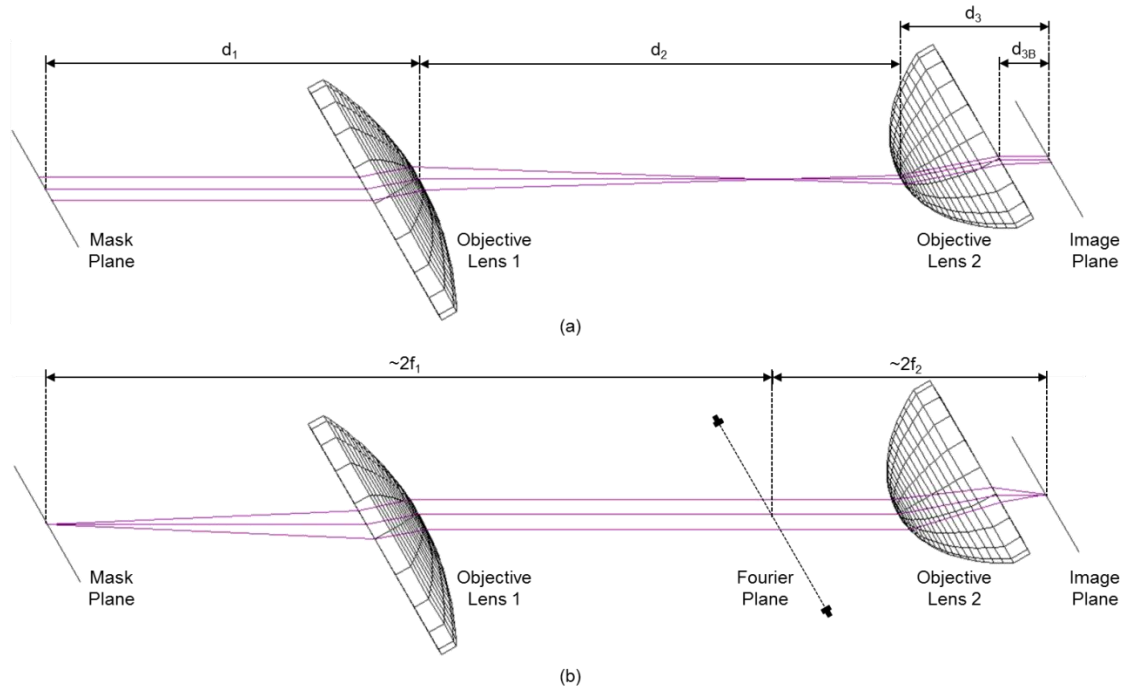 d₃
d₁
d₂
d₃B
Mask
Plane
Objective
Lens 1
Objective
Lens 2
Image
Plane
(a)
~2f₁
~2f₂
Mask
Plane
Objective
Lens 1
Fourier
Plane
Objective
Lens 2
Image
Plane
(b)